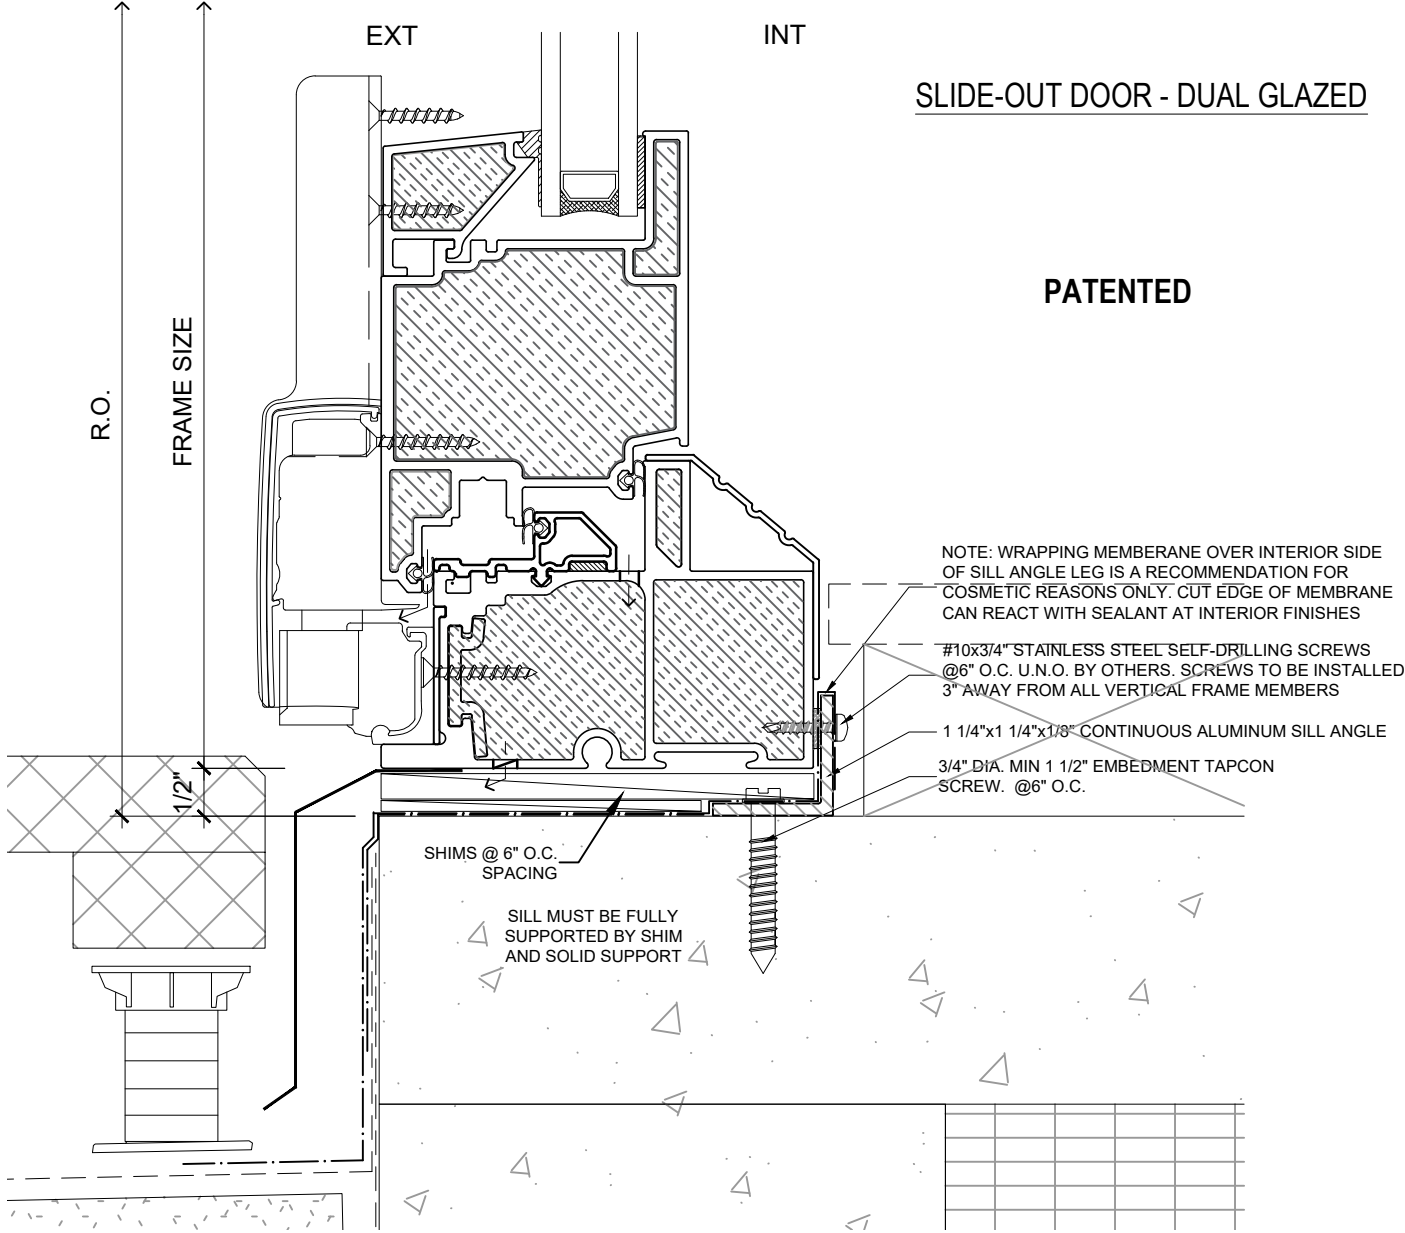 EXT
INT
SLIDE-OUT DOOR - DUAL GLAZED
PATENTED
R.O.
FRAME SIZE
1/2"
NOTE: WRAPPING MEMBERANE OVER INTERIOR SIDE
OF SILL ANGLE LEG IS A RECOMMENDATION FOR
COSMETIC REASONS ONLY. CUT EDGE OF MEMBRANE
CAN REACT WITH SEALANT AT INTERIOR FINISHES
#10x3/4" STAINLESS STEEL SELF-DRILLING SCREWS
@6" O.C. U.N.O. BY OTHERS. SCREWS TO BE INSTALLED
3" AWAY FROM ALL VERTICAL FRAME MEMBERS
1 1/4"x1 1/4"x1/8" CONTINUOUS ALUMINUM SILL ANGLE
3/4" DIA. MIN 1 1/2" EMBEDMENT TAPCON
SCREW. @6" O.C.
SHIMS @ 6" O.C.
SPACING
SILL MUST BE FULLY
SUPPORTED BY SHIM
AND SOLID SUPPORT